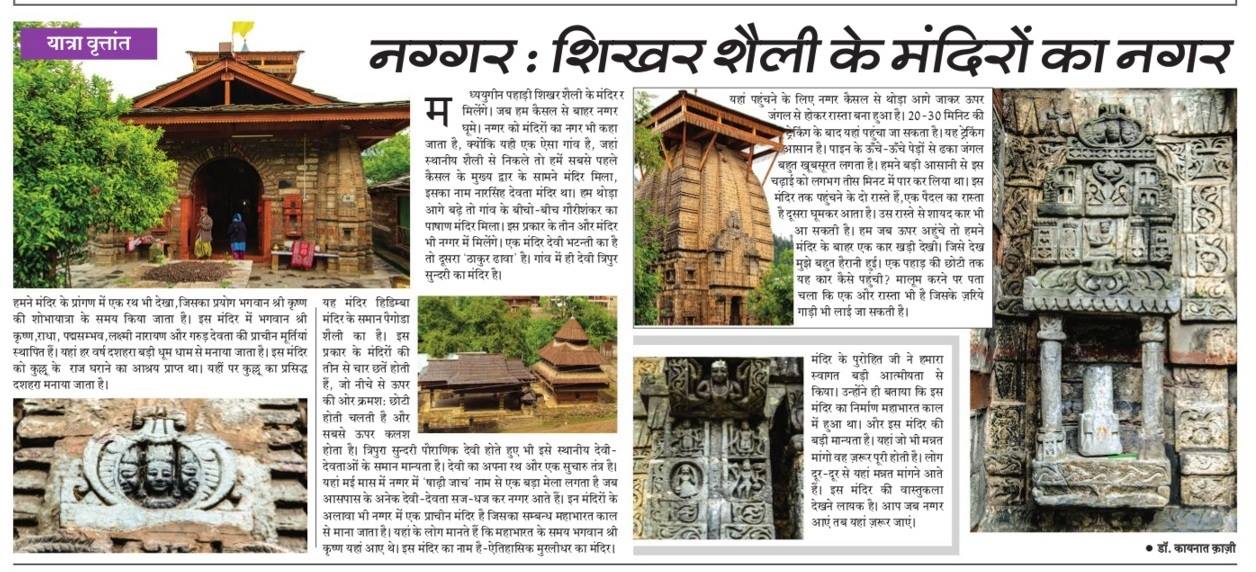 यात्रा वृत्तांत
नग्गर : शिखर शैली के मंदिरों का नगर
मध्ययुगीन पहाड़ी शिखर शैली के मंदिर र
मिलेंगे। जब हम कैसल से बाहर नग्गर
घूमे। नग्गर को मंदिरों का नगर भी कहा
जाता है, क्योंकि यही एक ऐसा गांव है, जहां
स्थानीय शैली से निकले तो हमें सबसे पहले
कैसल के मुख्य द्वार के सामने मंदिर मिला,
इसका नाम नारसिंह देवता मंदिर था। हम थोड़ा
आगे बढ़े तो गांव के बीचो-बीच गौरीशंकर का
पाषाण मंदिर मिला। इस प्रकार के तीन और मंदिर
भी नग्गर में मिलेंगे। एक मंदिर देवी भटन्ती का है
तो दूसरा 'ठाकुर ढावा' है। गांव में ही देवी त्रिपुर
सुन्दरी का मंदिर है।
हमने मंदिर के प्रांगण में एक रथ भी देखा,जिसका प्रयोग भगवान श्री कृष्ण
की शोभायात्रा के समय किया जाता है। इस मंदिर में भगवान श्री
कृष्ण,राधा, पद्मसम्भव,लक्ष्मी नारायण और गरुड़ देवता की प्राचीन मूर्तियां
स्थापित हैं। यहां हर वर्ष दशहरा बड़ी धूम धाम से मनाया जाता है। इस मंदिर
को कुल्लू के राज घराने का आश्रय प्राप्त था। यहीं पर कुल्लू का प्रसिद्ध
दशहरा मनाया जाता है।
यह मंदिर हिडिम्बा
मंदिर के समान पैगोडा
शैली का है। इस
प्रकार के मंदिरों की
तीन से चार छतें होती
हैं, जो नीचे से ऊपर
की ओर क्रमश: छोटी
होती चलती है और
सबसे ऊपर कलश
होता है। त्रिपुरा सुन्दरी पौराणिक देवी होते हुए भी इसे स्थानीय देवी-
देवताओं के समान मान्यता है। देवी का अपना रथ और एक सुचारु तंत्र है।
यहां मई मास में नग्गर में 'षाढ़ी जाच' नाम से एक बड़ा मेला लगता है जब
आसपास के अनेक देवी-देवता सज-धज कर नग्गर आते हैं। इन मंदिरों के
अलावा भी नग्गर में एक प्राचीन मंदिर है जिसका सम्बन्ध महाभारत काल
से माना जाता है। यहां के लोग मानते हैं कि महाभारत के समय भगवान श्री
कृष्ण यहां आए थे। इस मंदिर का नाम है-ऐतिहासिक मुरलीधर का मंदिर।
यहां पहुंचने के लिए नग्गर कैसल से थोड़ा आगे जाकर ऊपर
जंगल से होकर रास्ता बना हुआ है। 20-30 मिनिट की
ट्रेकिंग के बाद यहां पहुंचा जा सकता है। यह ट्रेकिंग
आसान है। पाइन के ऊँचे-ऊँचे पेड़ों से ढका जंगल
बहुत खूबसूरत लगता है। हमने बड़ी आसानी से इस
चढ़ाई को लगभग तीस मिनट में पार कर लिया था। इस
मंदिर तक पहुंचने के दो रास्ते हैं,एक पैदल का रास्ता
है दूसरा घूमकर आता है। उस रास्ते से शायद कार भी
आ सकती है। हम जब ऊपर अहुंचे तो हमने
मंदिर के बाहर एक कार खड़ी देखी। जिसे देख
मुझे बहुत हैरानी हुई। एक पहाड़ की छोटी तक
यह कार कैसे पहुंची? मालूम करने पर पता
चला कि एक और रास्ता भी है जिसके ज़रिये
गाड़ी भी लाई जा सकती है।
मंदिर के पुरोहित जी ने हमारा
स्वागत बड़ी आत्मीयता से
किया। उन्होंने ही बताया कि इस
मंदिर का निर्माण महाभारत काल
में हुआ था। और इस मंदिर की
बड़ी मान्यता है। यहां जो भी मन्नत
मांगो वह ज़रूर पूरी होती है। लोग
दूर-दूर से यहां मन्नत मांगने आते
हैं। इस मंदिर की वास्तुकला
देखने लायक है। आप जब नग्गर
आएं तब यहां ज़रूर जाएं।
● डॉ. कायनात क़ाज़ी